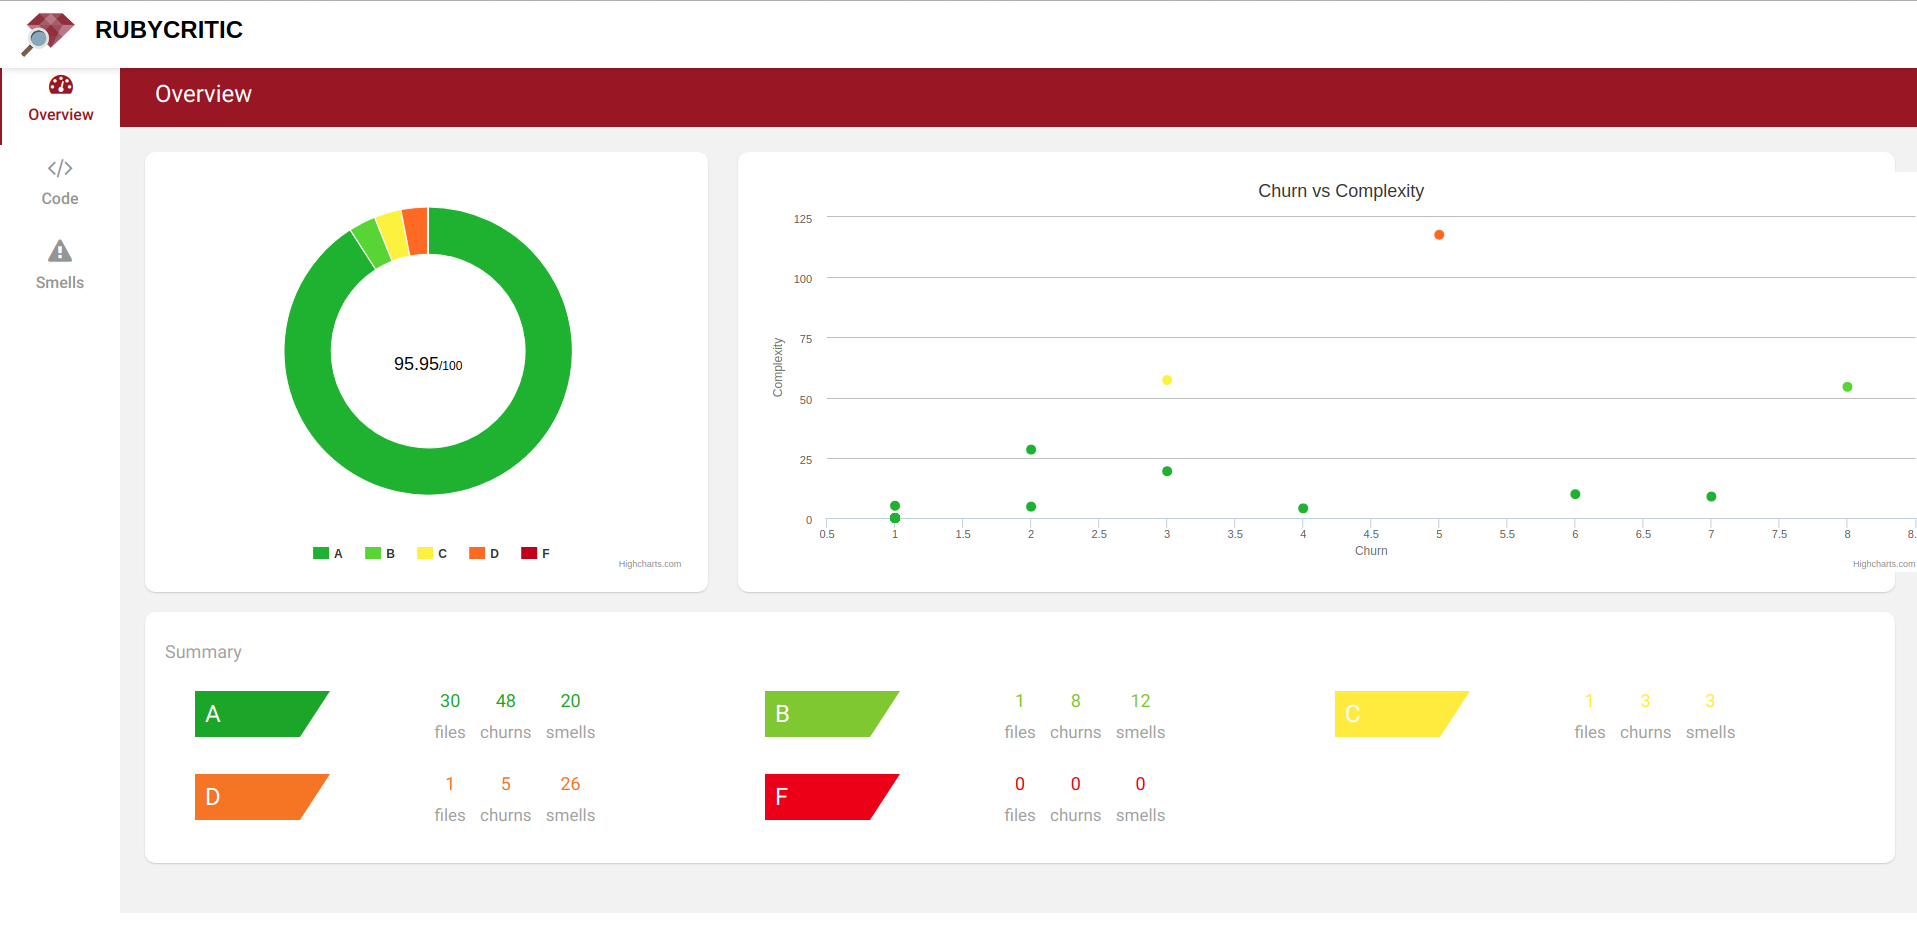 RUBYCRITIC
Overview
Code
Smells
Overview
95.95/100
A B C D F
Highcharts.com
Churn vs Complexity
125
100
75
50
25
0
Complexity
0.5 1 1.5 2 2.5 3 3.5 4 4.5 5 5.5 6 6.5 7 7.5 8 8.
Churn
Highcharts.com
Summary
A
30 48 20
files churns smells
B
1 8 12
files churns smells
C
1 3 3
files churns smells
D
1 5 26
files churns smells
F
0 0 0
files churns smells